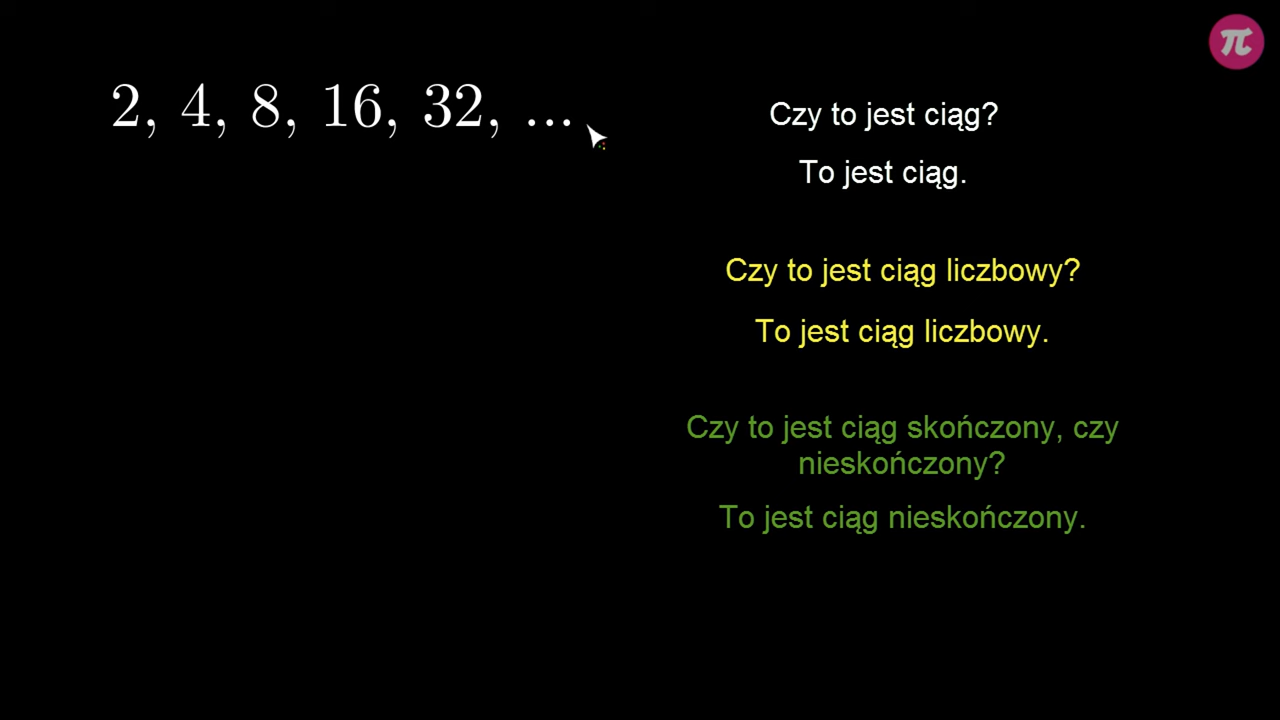 2, 4, 8, 16, 32, ...
Czy to jest ciąg?
To jest ciąg.
Czy to jest ciąg liczbowy?
To jest ciąg liczbowy.
Czy to jest ciąg skończony, czy
nieskończony?
To jest ciąg nieskończony.
π